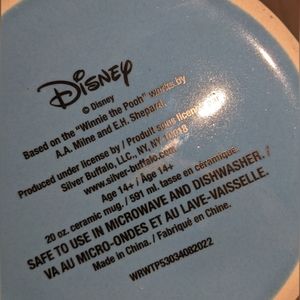 Disney
© Disney
Based on the "Winnie the Pooh" works by
A.A. Milne and E.H. Shepard.
Produced under license by / Produit sous licence
Silver Buffalo, LLC., NY, NY 10018
www.silver-buffalo.com
Age 14+ / Age 14+
20 oz. ceramic mug. / 591 ml. tasse en céramique.
SAFE TO USE IN MICROWAVE AND DISHWASHER. /
VA AU MICRO-ONDES ET AU LAVE-VAISSELLE.
Made in China. / Fabriqué en Chine.
WRWTP53034082022